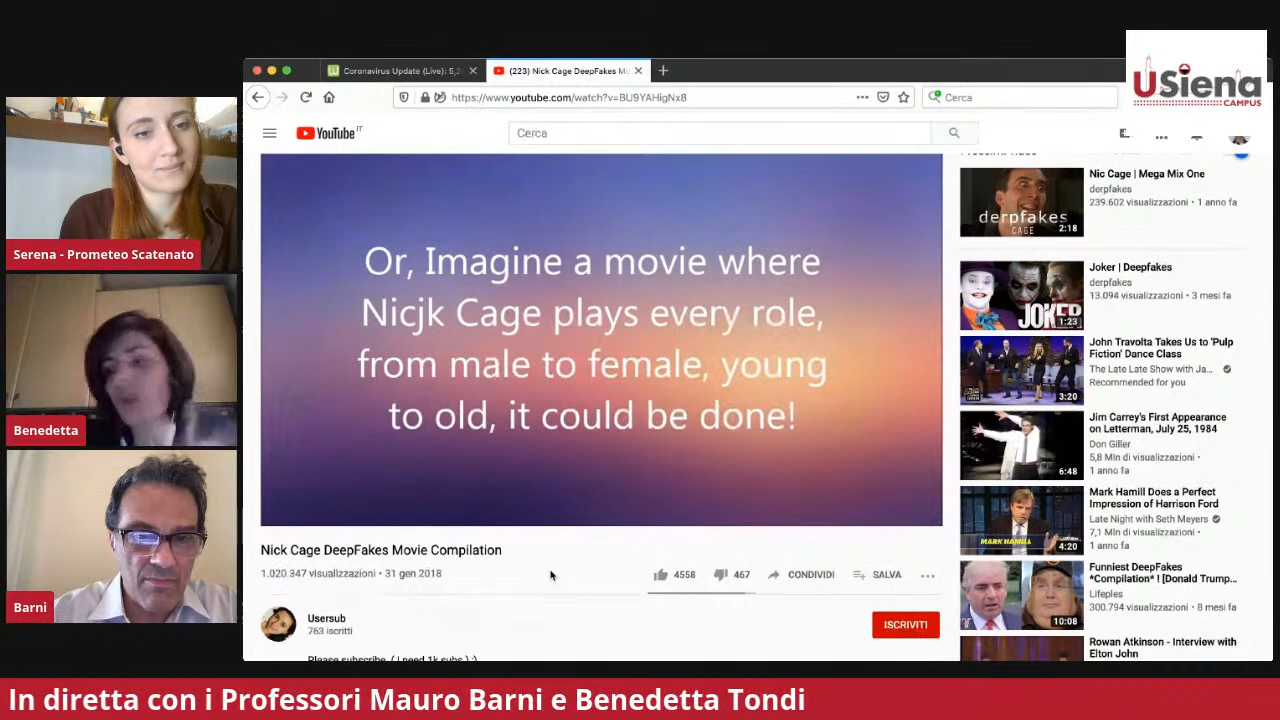 USiena
CAMPUS
Coronavirus Update (Live): 5,2
(223) Nick Cage DeepFakes Mo
https://www.youtube.com/watch?v=BU9YAHigNx8
Cerca
YouTube IT
Cerca
Or, Imagine a movie where
Nicjk Cage plays every role,
from male to female, young
to old, it could be done!
Nick Cage DeepFakes Movie Compilation
1.020.347 visualizzazioni • 31 gen 2018
4558
467
CONDIVIDI
SALVA
Usersub
763 iscritti
ISCRIVITI
Please subscribe, ( I need 1k subs ) :)
derpfakes
CAGE
2:18
Nic Cage | Mega Mix One
derpfakes
239.602 visualizzazioni • 1 anno fa
JOKER
1:23
Joker | Deepfakes
derpfakes
13.094 visualizzazioni • 3 mesi fa
3:20
John Travolta Takes Us to 'Pulp
Fiction' Dance Class
The Late Late Show with Ja...
Recommended for you
6:48
Jim Carrey's First Appearance
on Letterman, July 25, 1984
Don Giller
5,8 Mln di visualizzazioni •
1 anno fa
MARK HAMILL
4:20
Mark Hamill Does a Perfect
Impression of Harrison Ford
Late Night with Seth Meyers
7,1 Mln di visualizzazioni •
1 anno fa
10:08
Funniest DeepFakes
*Compilation* ! [Donald Trump...
Lifeples
300.794 visualizzazioni • 8 mesi fa
Rowan Atkinson - Interview with
Elton John
Serena - Prometeo Scatenato
Benedetta
Barni
In diretta con i Professori Mauro Barni e Benedetta Tondi